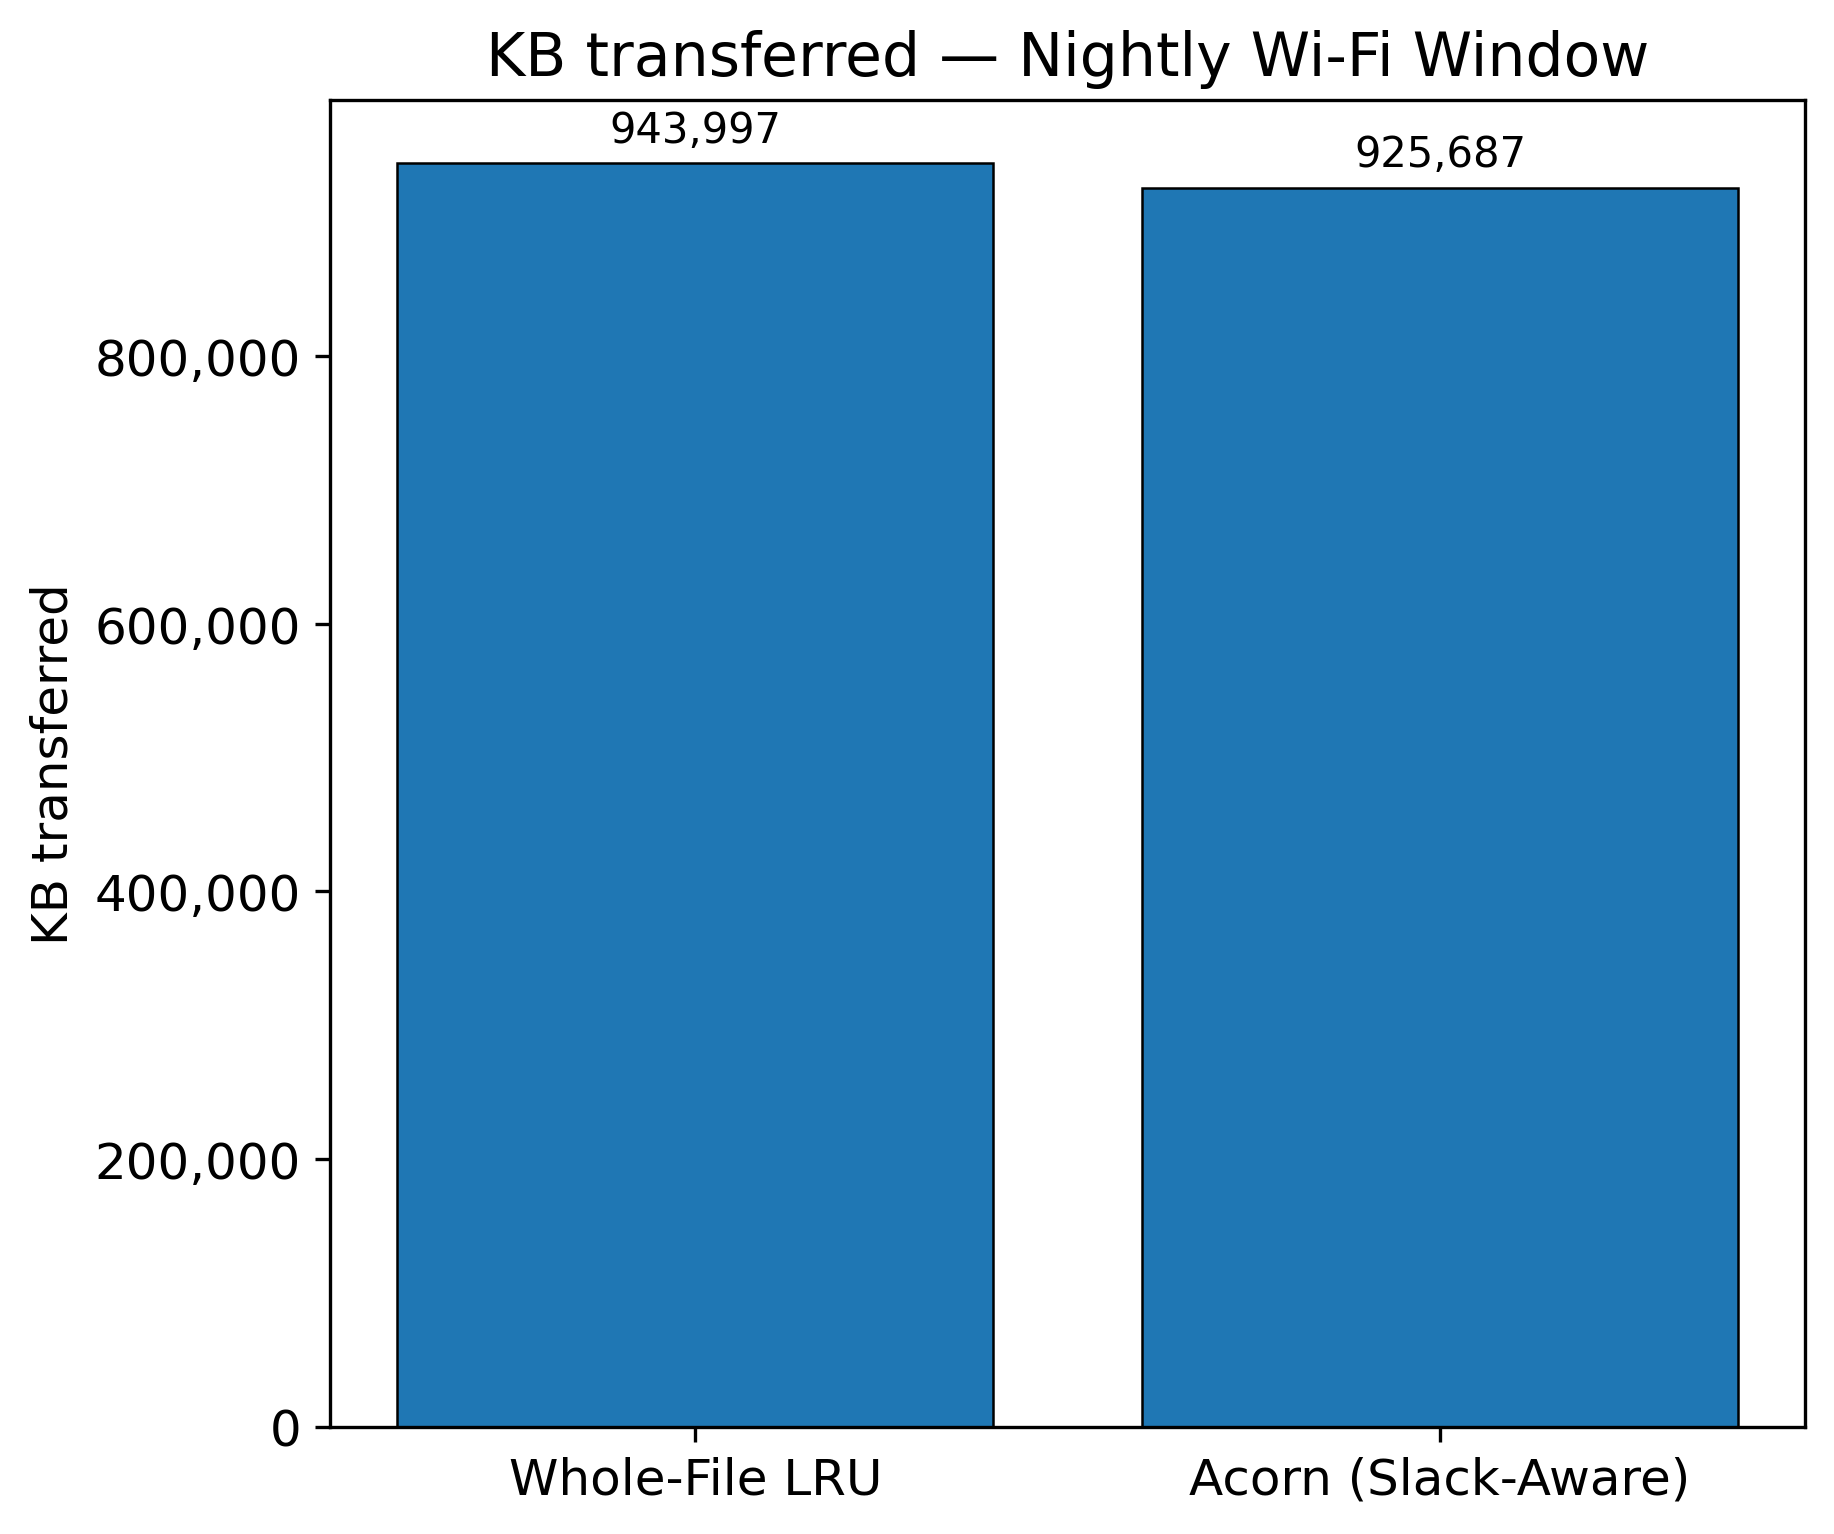 KB transferred — Nightly Wi-Fi Window
943,997
925,687
800,000
600,000
400,000
200,000
0
KB transferred
Whole-File LRU
Acorn (Slack-Aware)